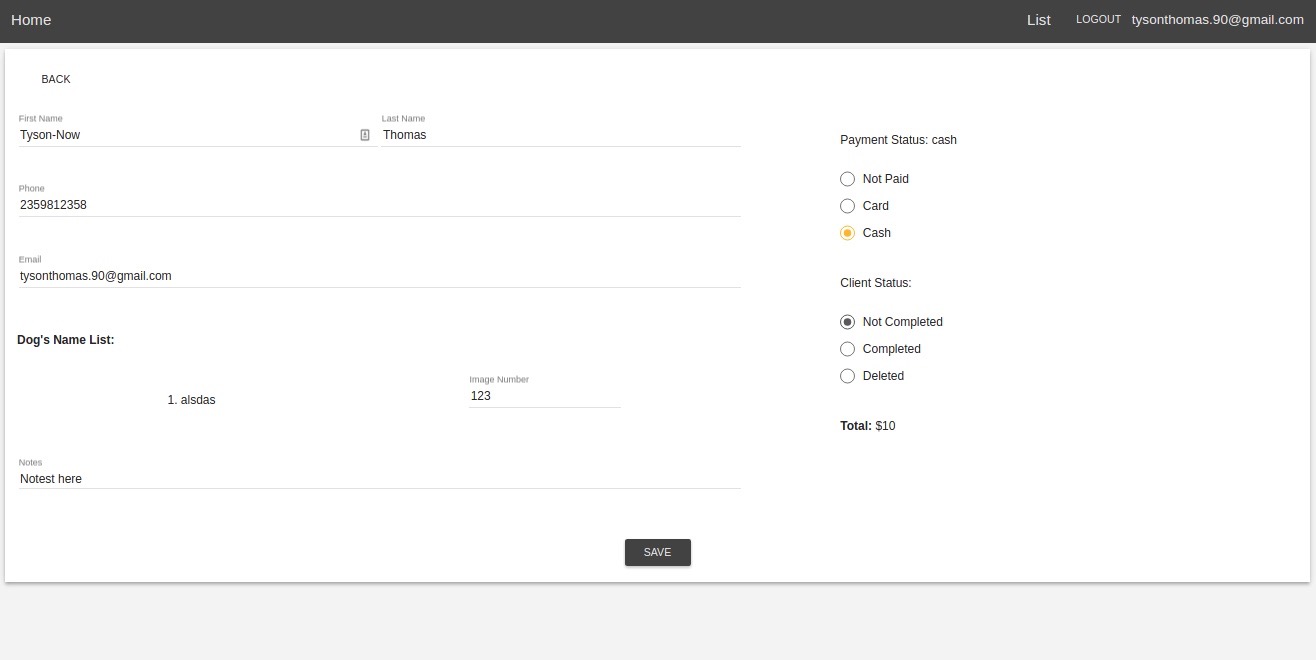 Home List LOGOUT tysonthomas.90@gmail.com
BACK
First Name Last Name
Tyson-Now Thomas
Phone
2359812358
Email
tysonthomas.90@gmail.com
Dog's Name List:
1. alsdas
Image Number
123
Notes
Notest here
Payment Status: cash
Not Paid
Card
Cash
Client Status:
Not Completed
Completed
Deleted
Total: $10
SAVE